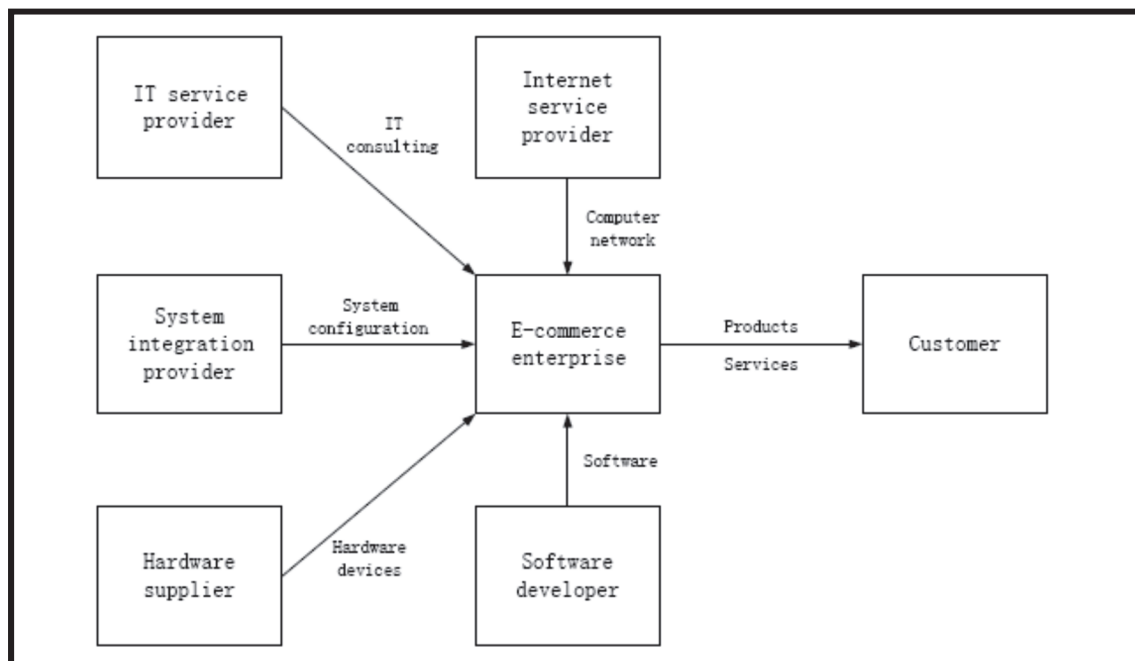 IT service
provider
Internet
service
provider
IT
consulting
Computer
network
System
integration
provider
System
configuration
E-commerce
enterprise
Products
Services
Customer
Software
Hardware
supplier
Hardware
devices
Software
developer